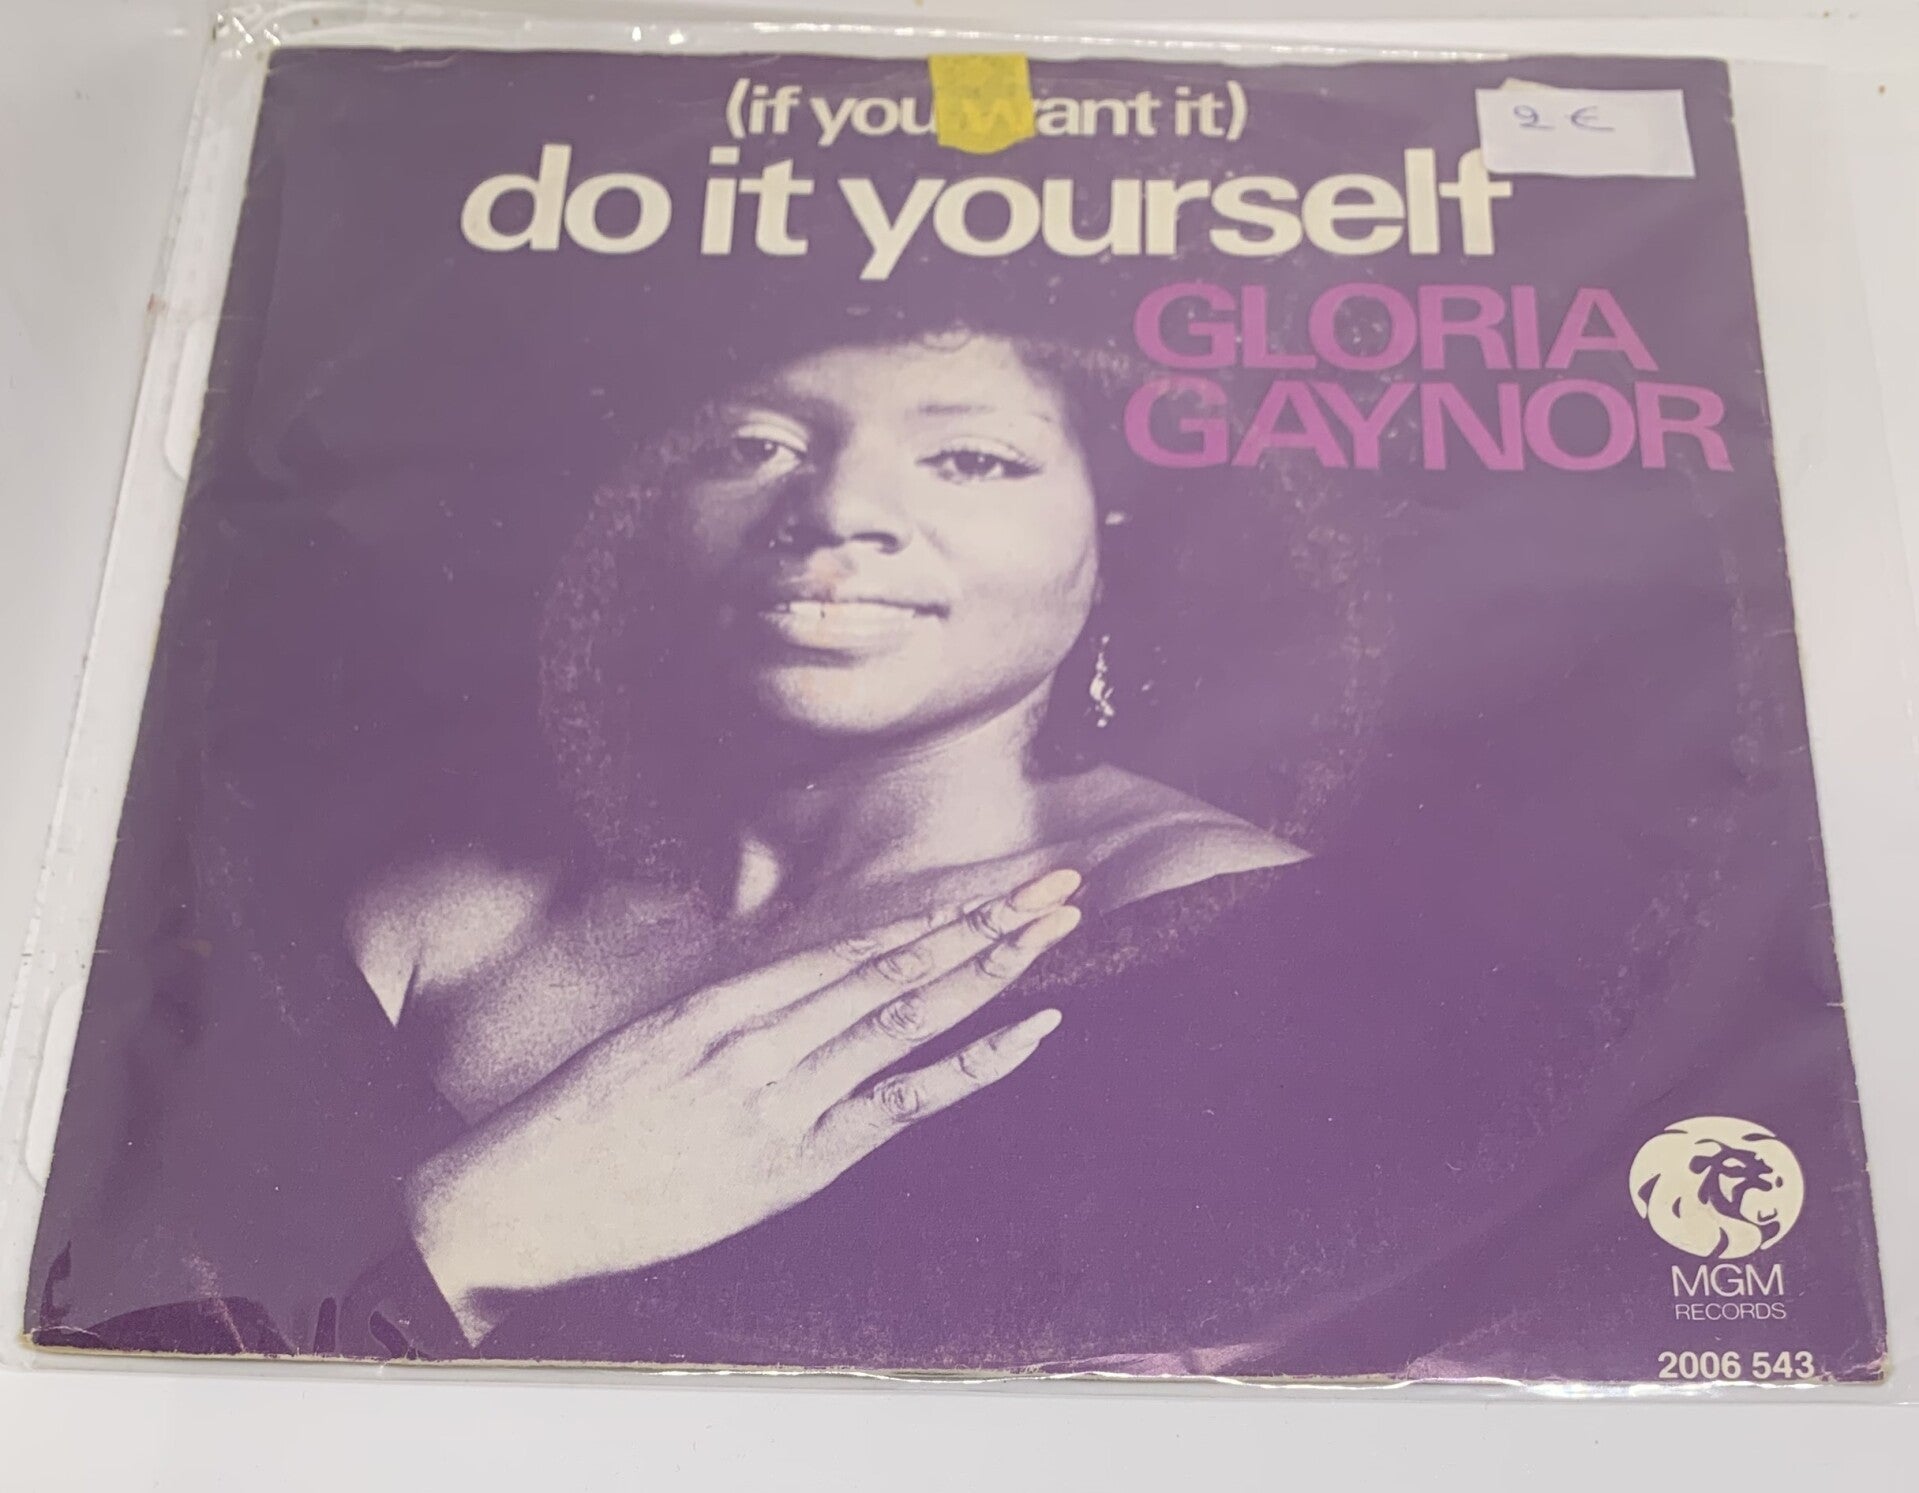 (if you want it)
do it yourself
2 €
GLORIA
GAYNOR
MGM
RECORDS
2006 543